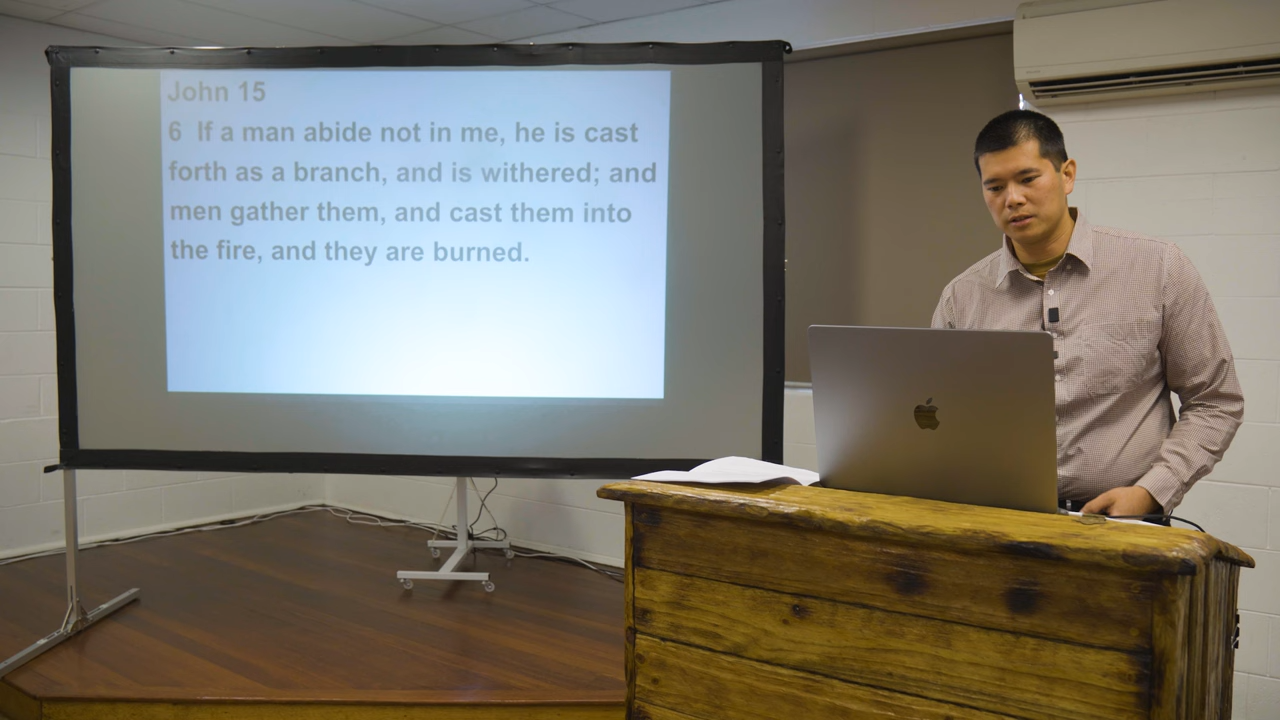 John 15
6  If a man abide not in me, he is cast
forth as a branch, and is withered; and
men gather them, and cast them into
the fire, and they are burned.